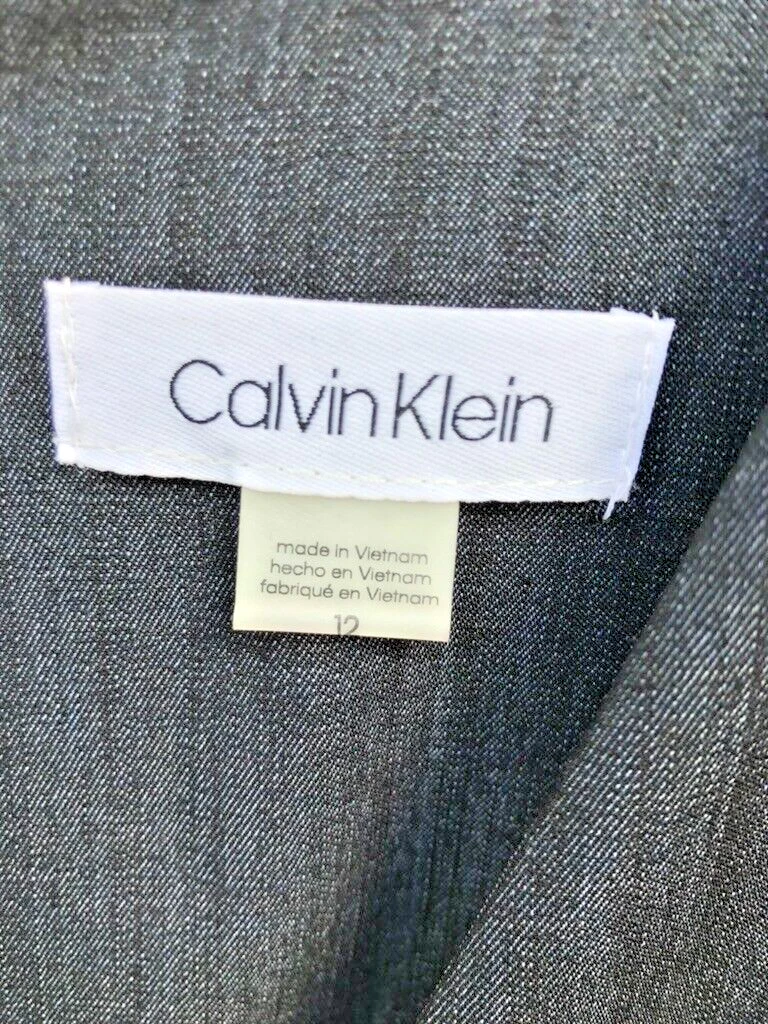 Calvin Klein
made in Vietnam
hecho en Vietnam
fabriqué en Vietnam
12